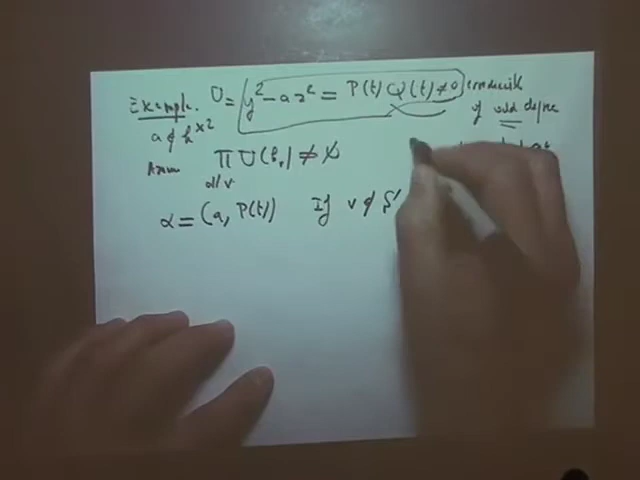 Example. U = y² - az² = P(t) Q(t) ≠ 0 irreducible
a ∉ k^{×2} of odd degree
Assume ∏ U(k_v) ≠ ∅
all v
α = (a, P(t)) If v ∉ S